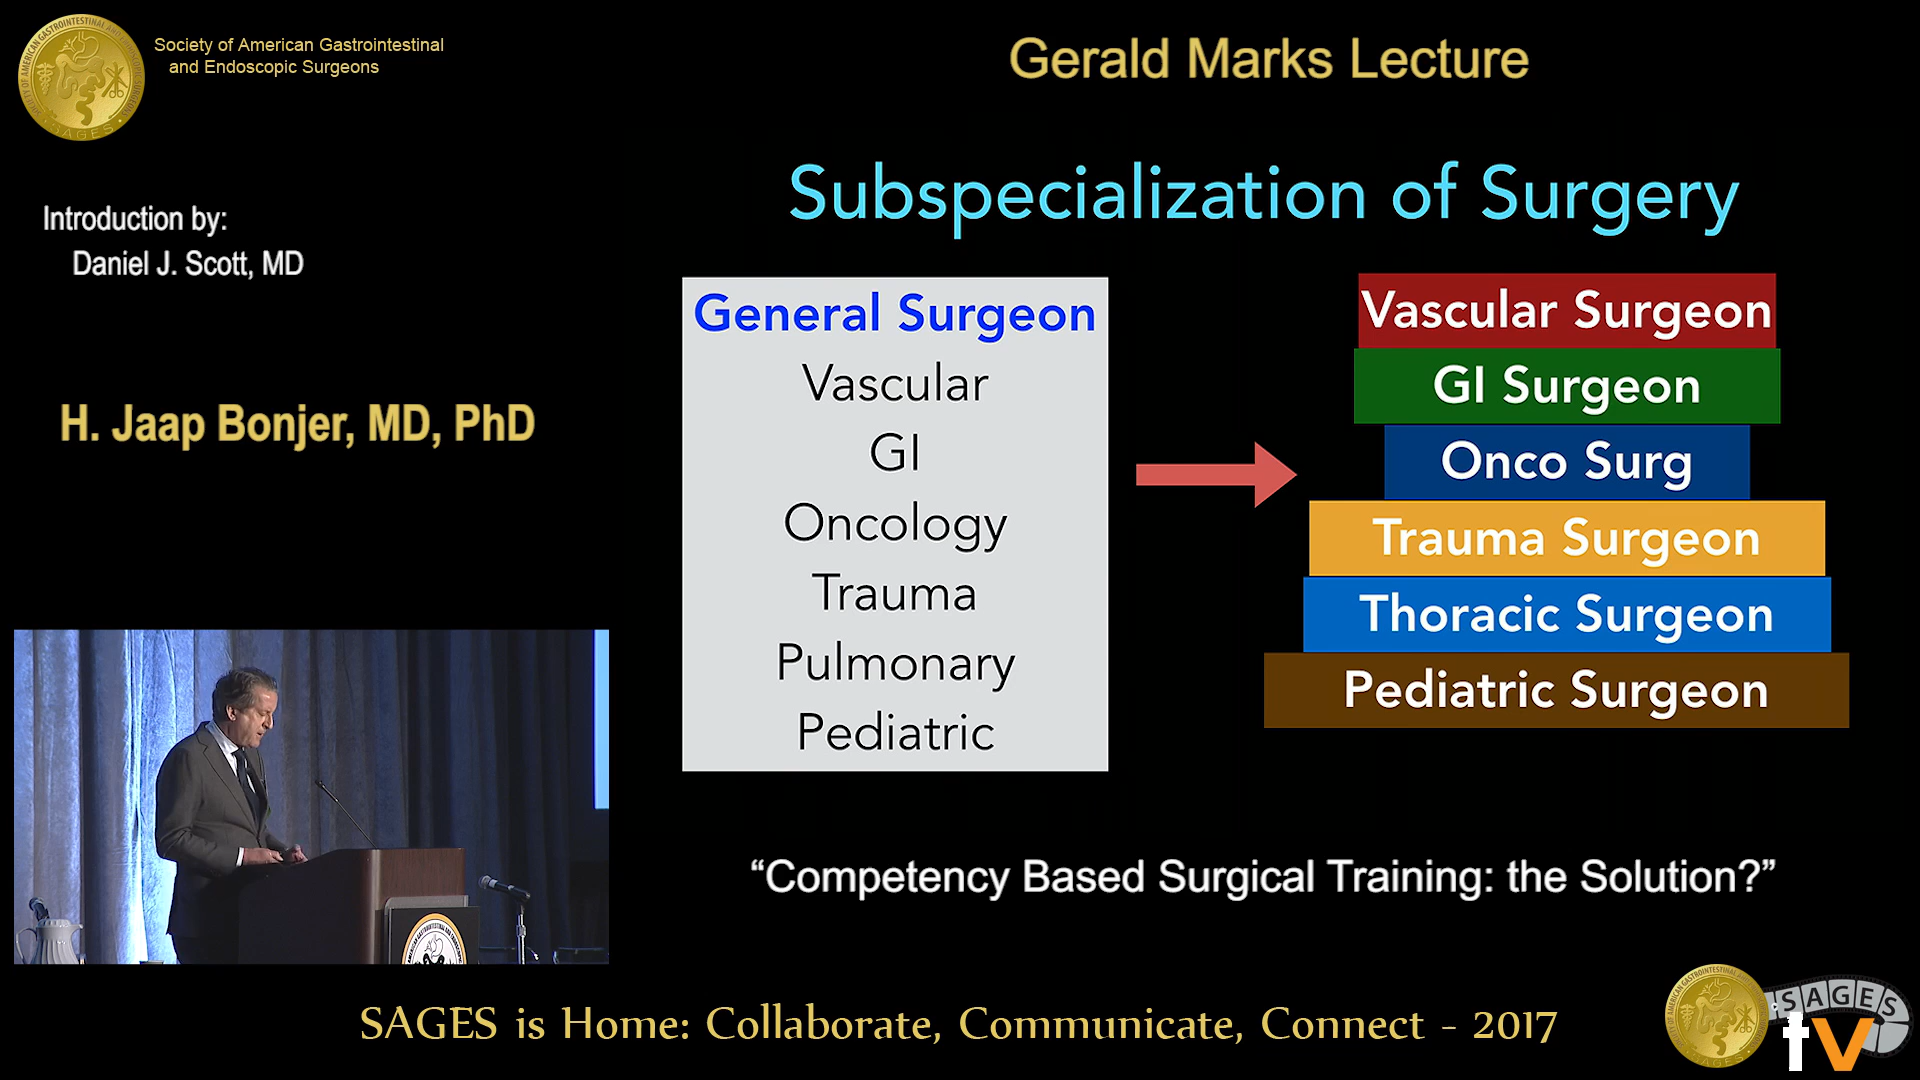 Society of American Gastrointestinal
and Endoscopic Surgeons
Gerald Marks Lecture
Introduction by:
Daniel J. Scott, MD
H. Jaap Bonjer, MD, PhD
Subspecialization of Surgery
General Surgeon
Vascular
GI
Oncology
Trauma
Pulmonary
Pediatric
Vascular Surgeon
GI Surgeon
Onco Surg
Trauma Surgeon
Thoracic Surgeon
Pediatric Surgeon
“Competency Based Surgical Training: the Solution?”
SAGES is Home: Collaborate, Communicate, Connect - 2017
SAGES
tv